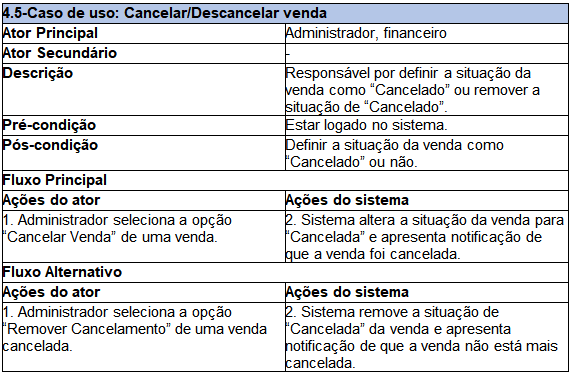 4.5-Caso de uso: Cancelar/Descancelar venda
Ator Principal Administrador, financeiro
Ator Secundário -
Descrição Responsável por definir a situação da
venda como “Cancelado” ou remover a
situação de “Cancelado”.
Pré-condição Estar logado no sistema.
Pós-condição Definir a situação da venda como
“Cancelado” ou não.
Fluxo Principal
Ações do ator Ações do sistema
1. Administrador seleciona a opção
“Cancelar Venda” de uma venda.
2. Sistema altera a situação da venda para
“Cancelada” e apresenta notificação de
que a venda foi cancelada.
Fluxo Alternativo
Ações do ator Ações do sistema
1. Administrador seleciona a opção
“Remover Cancelamento” de uma venda
cancelada.
2. Sistema remove a situação de
“Cancelada” da venda e apresenta
notificação de que a venda não está mais
cancelada.